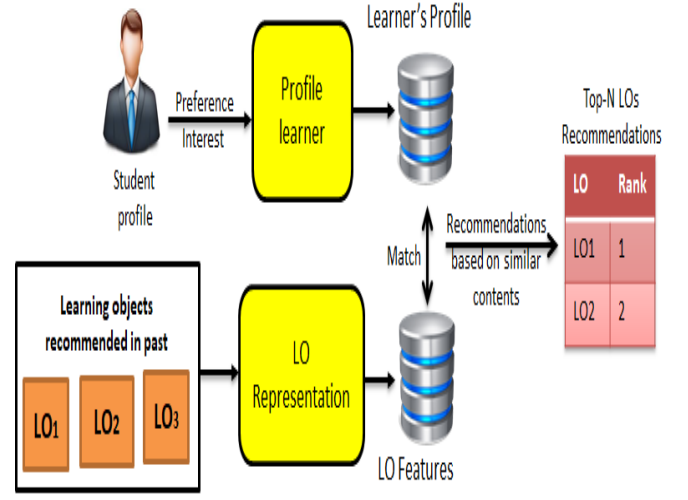 Learner's Profile
Preference
Interest
Profile
learner
Student
profile
Top-N LOs
Recommendations
LO Rank
LO1 1
LO2 2
Match
Recommendations
based on similar
contents
Learning objects
recommended in past
LO1
LO2
LO3
LO
Representation
LO Features